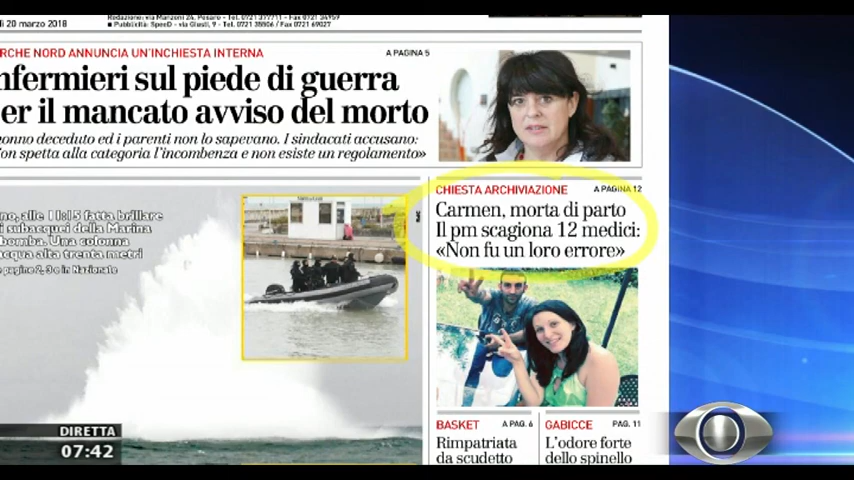 Redazione: via Manzoni 24, Pesaro - Tel. 0721 377711 - Fax 0721 34959
dì 20 marzo 2018
Pubblicità: SpeeD - via Giusti, 9 - Tel. 0721 35506 / Fax 0721 69027
RCHE NORD ANNUNCIA UN'INCHIESTA INTERNA
A PAGINA 5
nfermieri sul piede di guerra
er il mancato avviso del morto
onno deceduto ed i parenti non lo sapevano. I sindacati accusano:
on spetta alla categoria l'incombenza e non esiste un regolamento»
CHIESTA ARCHIVIAZIONE
A PAGINA 12
Carmen, morta di parto
Il pm scagiona 12 medici:
«Non fu un loro errore»
no, alle 11:15 fatta brillare
i subacquei della Marina
bomba. Una colonna
cqua alta trenta metri
e pagine 2, 3 e in Nazionale
BASKET
A PAG. 6
Rimpatriata
da scudetto
GABICCE
PAG. 11
L'odore forte
dello spinello
DIRETTA
07:42